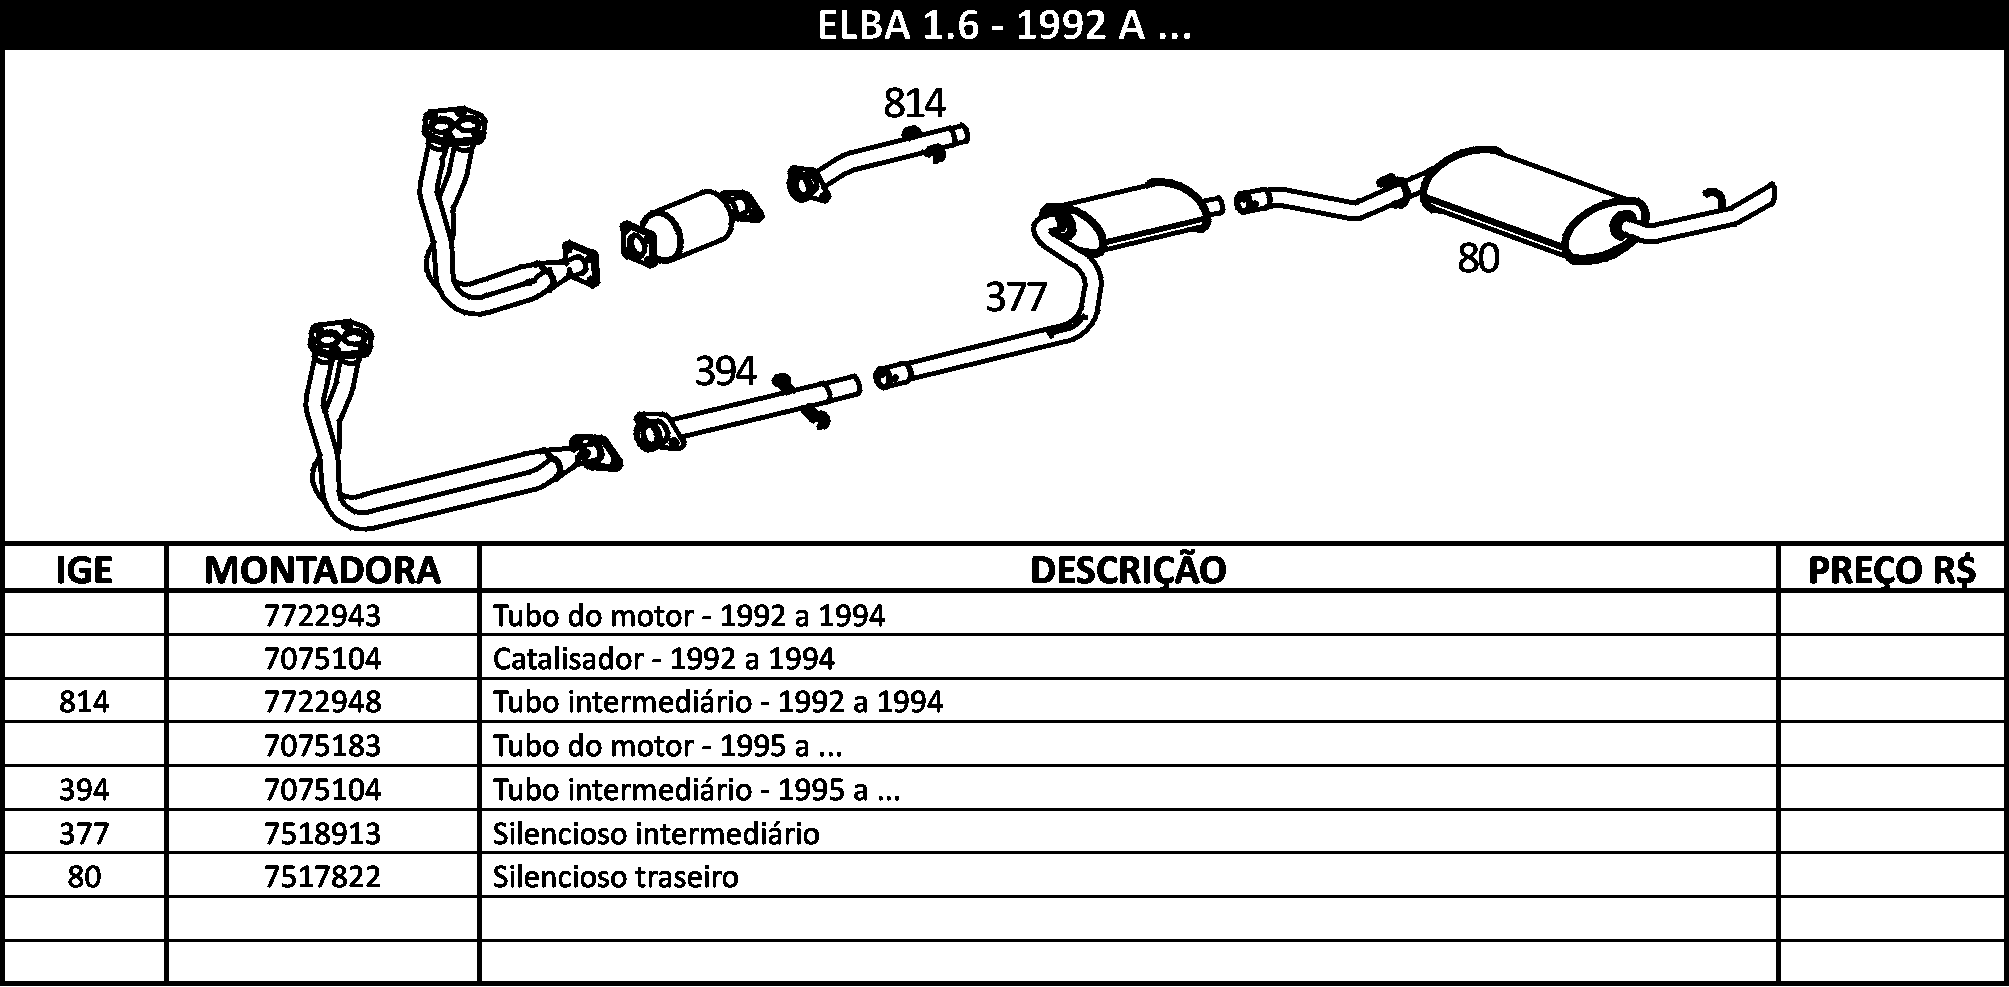 ELBA 1.6 - 1992 A ...
814
80
377
394
IGE MONTADORA DESCRIÇÃO PREÇO R$
7722943 Tubo do motor - 1992 a 1994
7075104 Catalisador - 1992 a 1994
814 7722948 Tubo intermediário - 1992 a 1994
7075183 Tubo do motor - 1995 a ...
394 7075104 Tubo intermediário - 1995 a ...
377 7518913 Silencioso intermediário
80 7517822 Silencioso traseiro